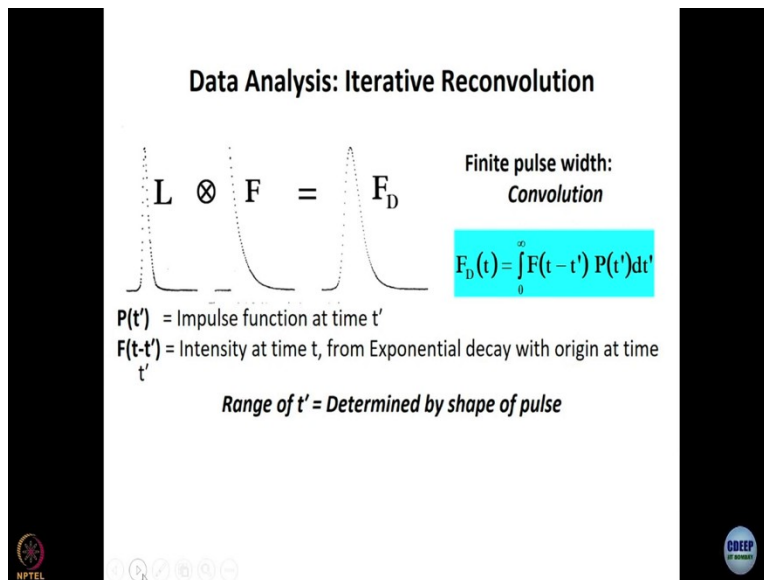 Data Analysis: Iterative Reconvolution
L ⊗ F = F_D
Finite pulse width:
Convolution
F_D(t) = ∫₀^∞ F(t − t') P(t')dt'
P(t') = Impulse function at time t'
F(t-t') = Intensity at time t, from Exponential decay with origin at time
t'
Range of t' = Determined by shape of pulse
NPTEL
CDEEP
IIT BOMBAY